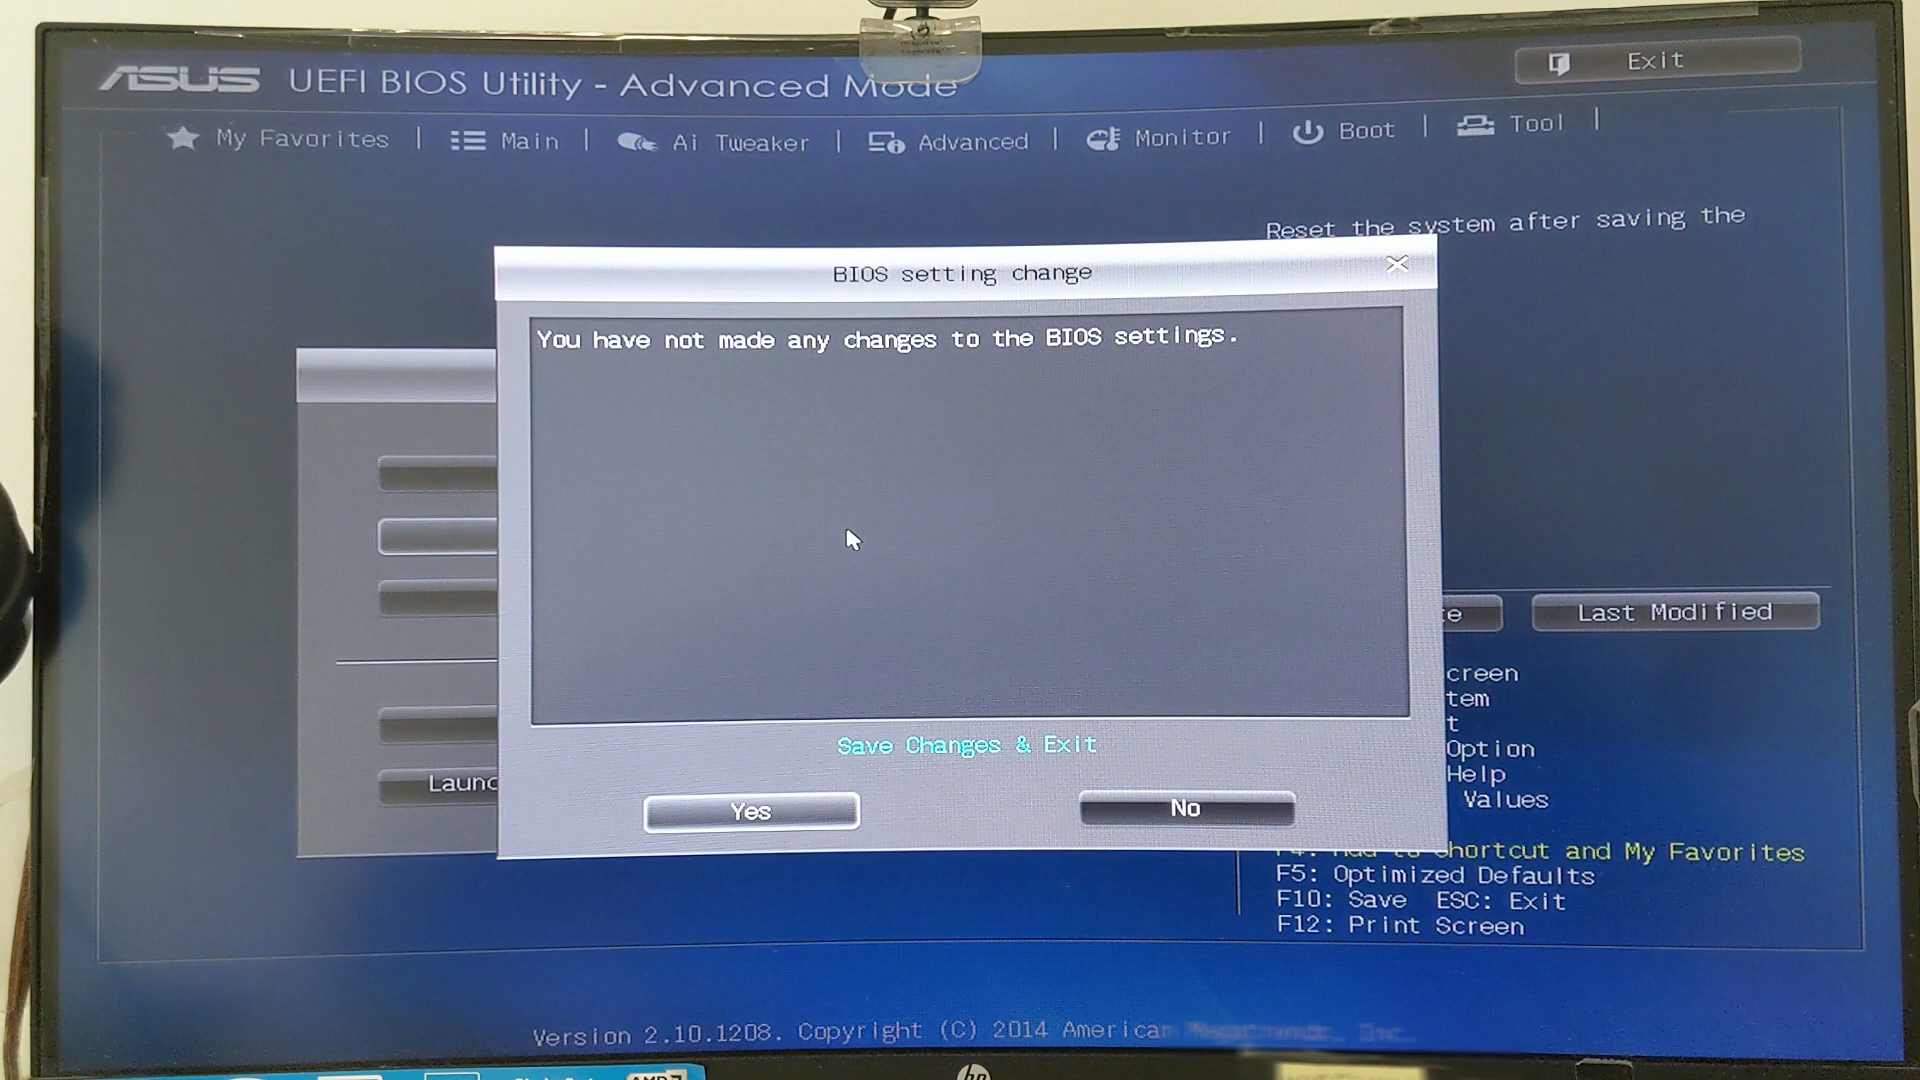 ASUS UEFI BIOS Utility - Advanced Mode
Exit
My Favorites | Main | Ai Tweaker | Advanced | Monitor | Boot | Tool |
Reset the system after saving the
BIOS setting change
You have not made any changes to the BIOS settings.
Last Modified
creen
tem
t
Option
Help
Values
Save Changes & Exit
Launc
Yes
No
shortcut and My Favorites
F5: Optimized Defaults
F10: Save ESC: Exit
F12: Print Screen
Version 2.10.1208. Copyright (C) 2014 American
hp